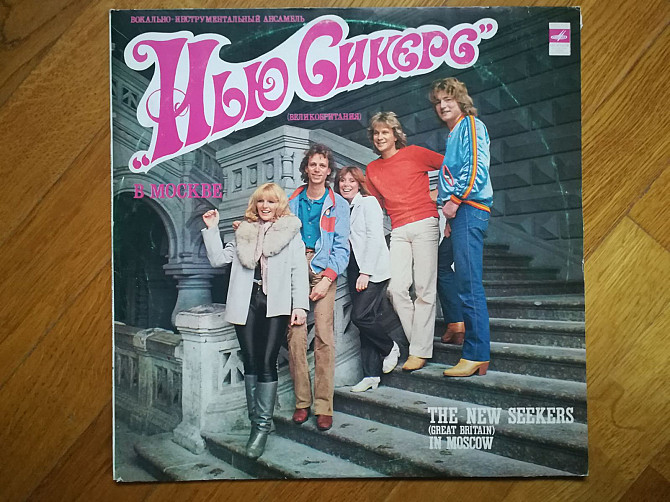 ВОКАЛЬНО-ИНСТРУМЕНТАЛЬНЫЙ АНСАМБЛЬ
„Нью Сикерс”
(ВЕЛИКОБРИТАНИЯ)
В МОСКВЕ
THE NEW SEEKERS
(GREAT BRITAIN)
IN MOSCOW